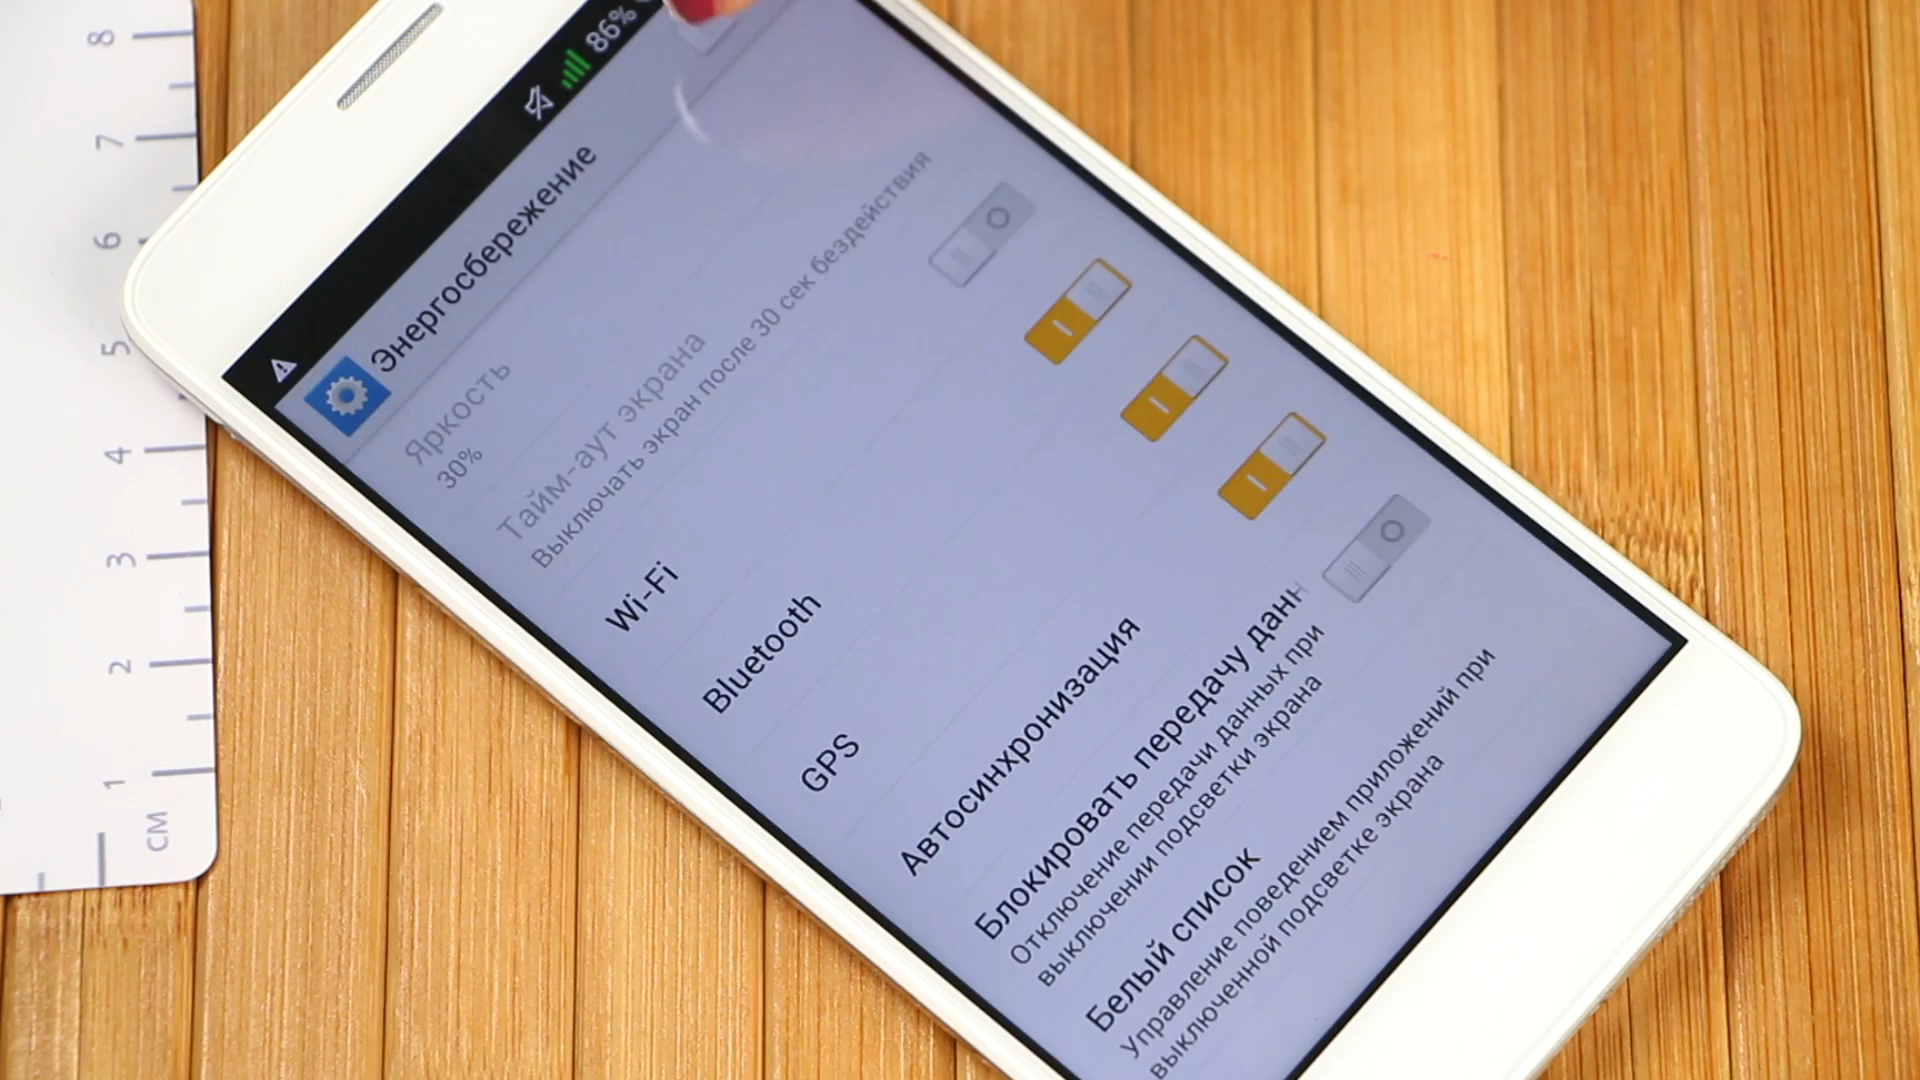 86%
Энергосбережение
Яркость
30%
Тайм-аут экрана
Выключать экран после 30 сек бездействия
Wi-Fi
Bluetooth
GPS
Автосинхронизация
Блокировать передачу данн
Отключение передачи данных при
выключении подсветки экрана
Белый список
Управление поведением приложений при
выключенной подсветке экрана
8
7
6
5
4
3
2
1
СМ